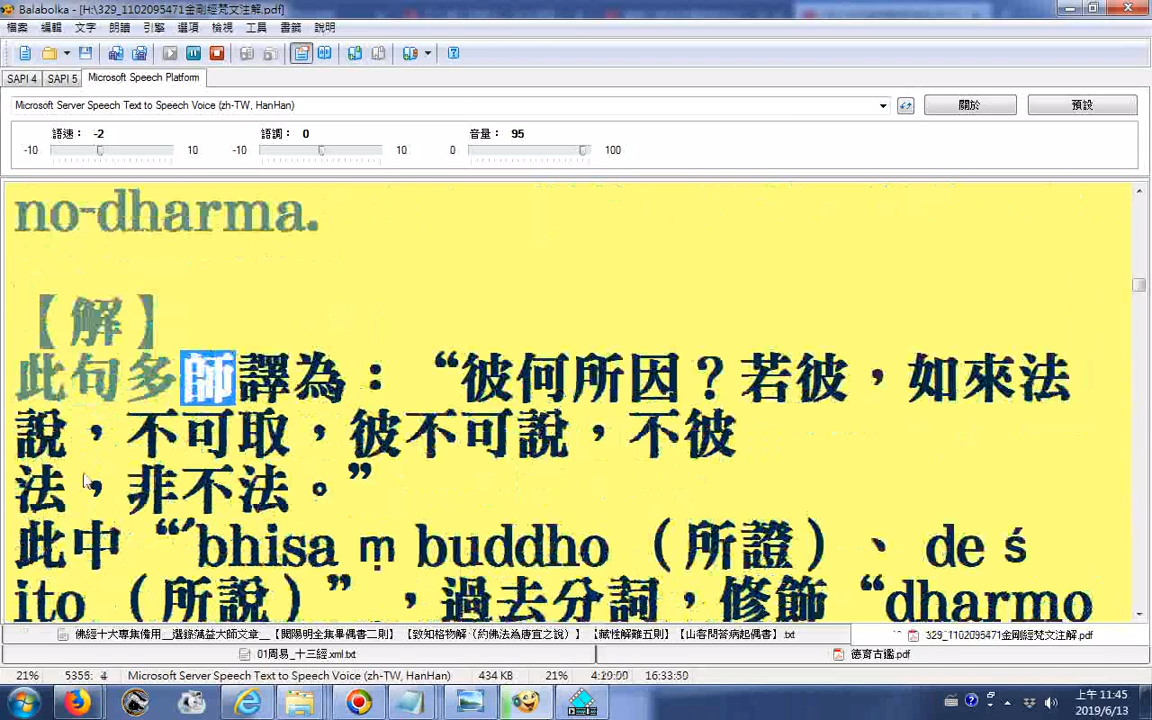 Balabolka - [H:\329_1102095471金剛經梵文注解.pdf]
檔案 編輯 文字 朗讀 引擎 選項 檢視 工具 書籤 說明
SAPI 4 SAPI 5 Microsoft Speech Platform
Microsoft Server Speech Text to Speech Voice (zh-TW, HanHan) 關於 預設
語速： -2 語調： 0 音量： 95
-10 10 -10 10 0 100
no-dharma.
【解】
此句多師譯為：“彼何所因？若彼，如來法
說，不可取，彼不可說，不彼
法，非不法。”
此中“'bhisa ṃ buddho（所證）、 de ś
ito（所說）”，過去分詞，修飾“dharmo
佛經十大專集備用__選錄蕅益大師文章__【閱陽明全集畢偶書二則】【致知格物解（約佛法為唐宜之說）】【藏性解難五則】【山客問答病起偶書】.txt 329_1102095471金剛經梵文注解.pdf
01周易_十三經.xml.txt 德育古鑑.pdf
21% 5355: 4 Microsoft Server Speech Text to Speech Voice (zh-TW, HanHan) 434 KB 21% 4:20:00 16:33:50
上午 11:45
2019/6/13